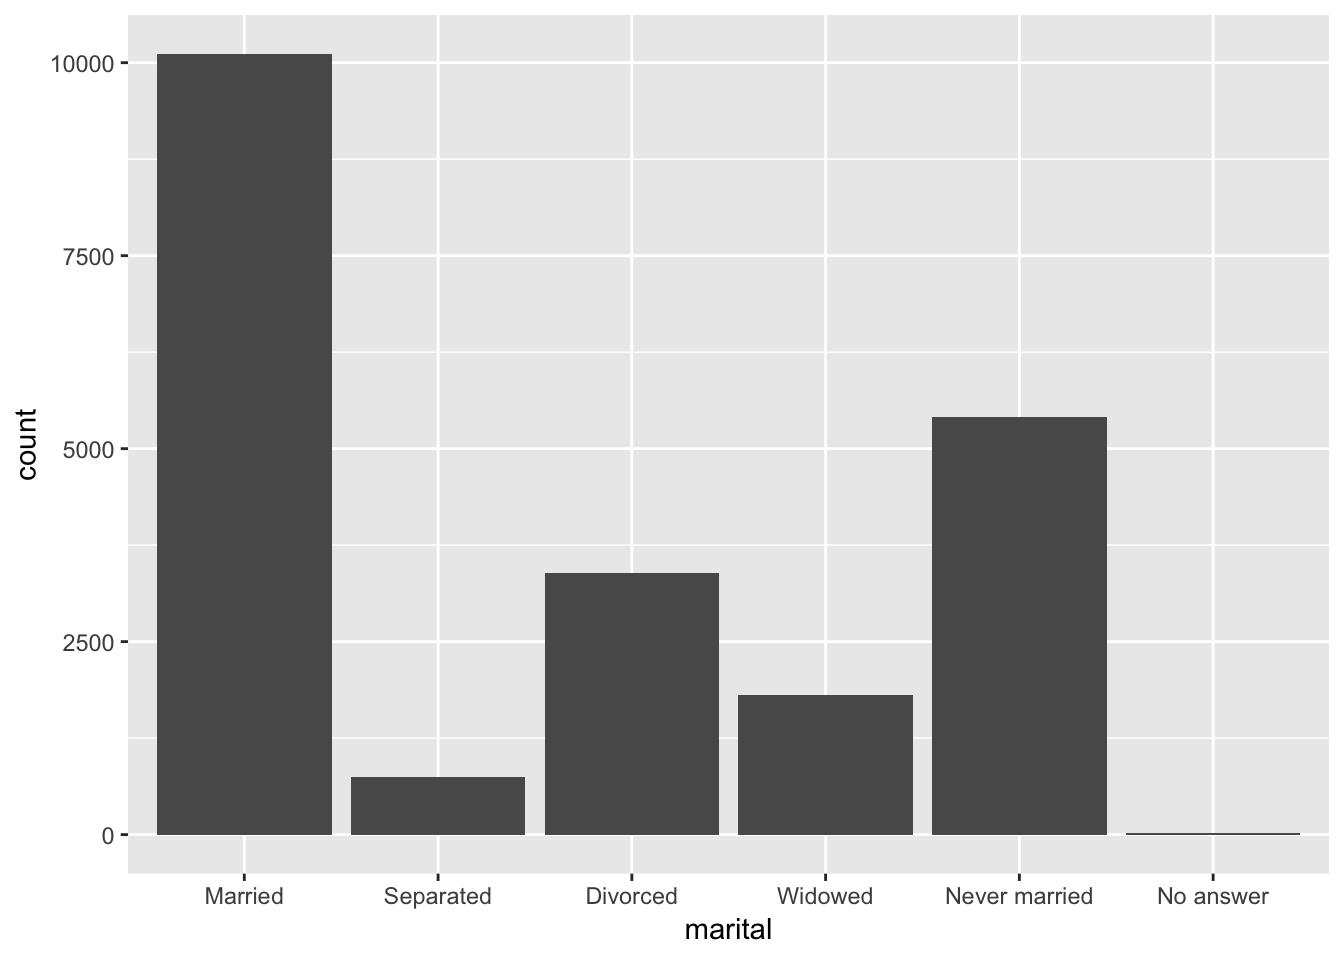 10000
7500
5000
2500
0
count
Married
Separated
Divorced
Widowed
Never married
No answer
marital